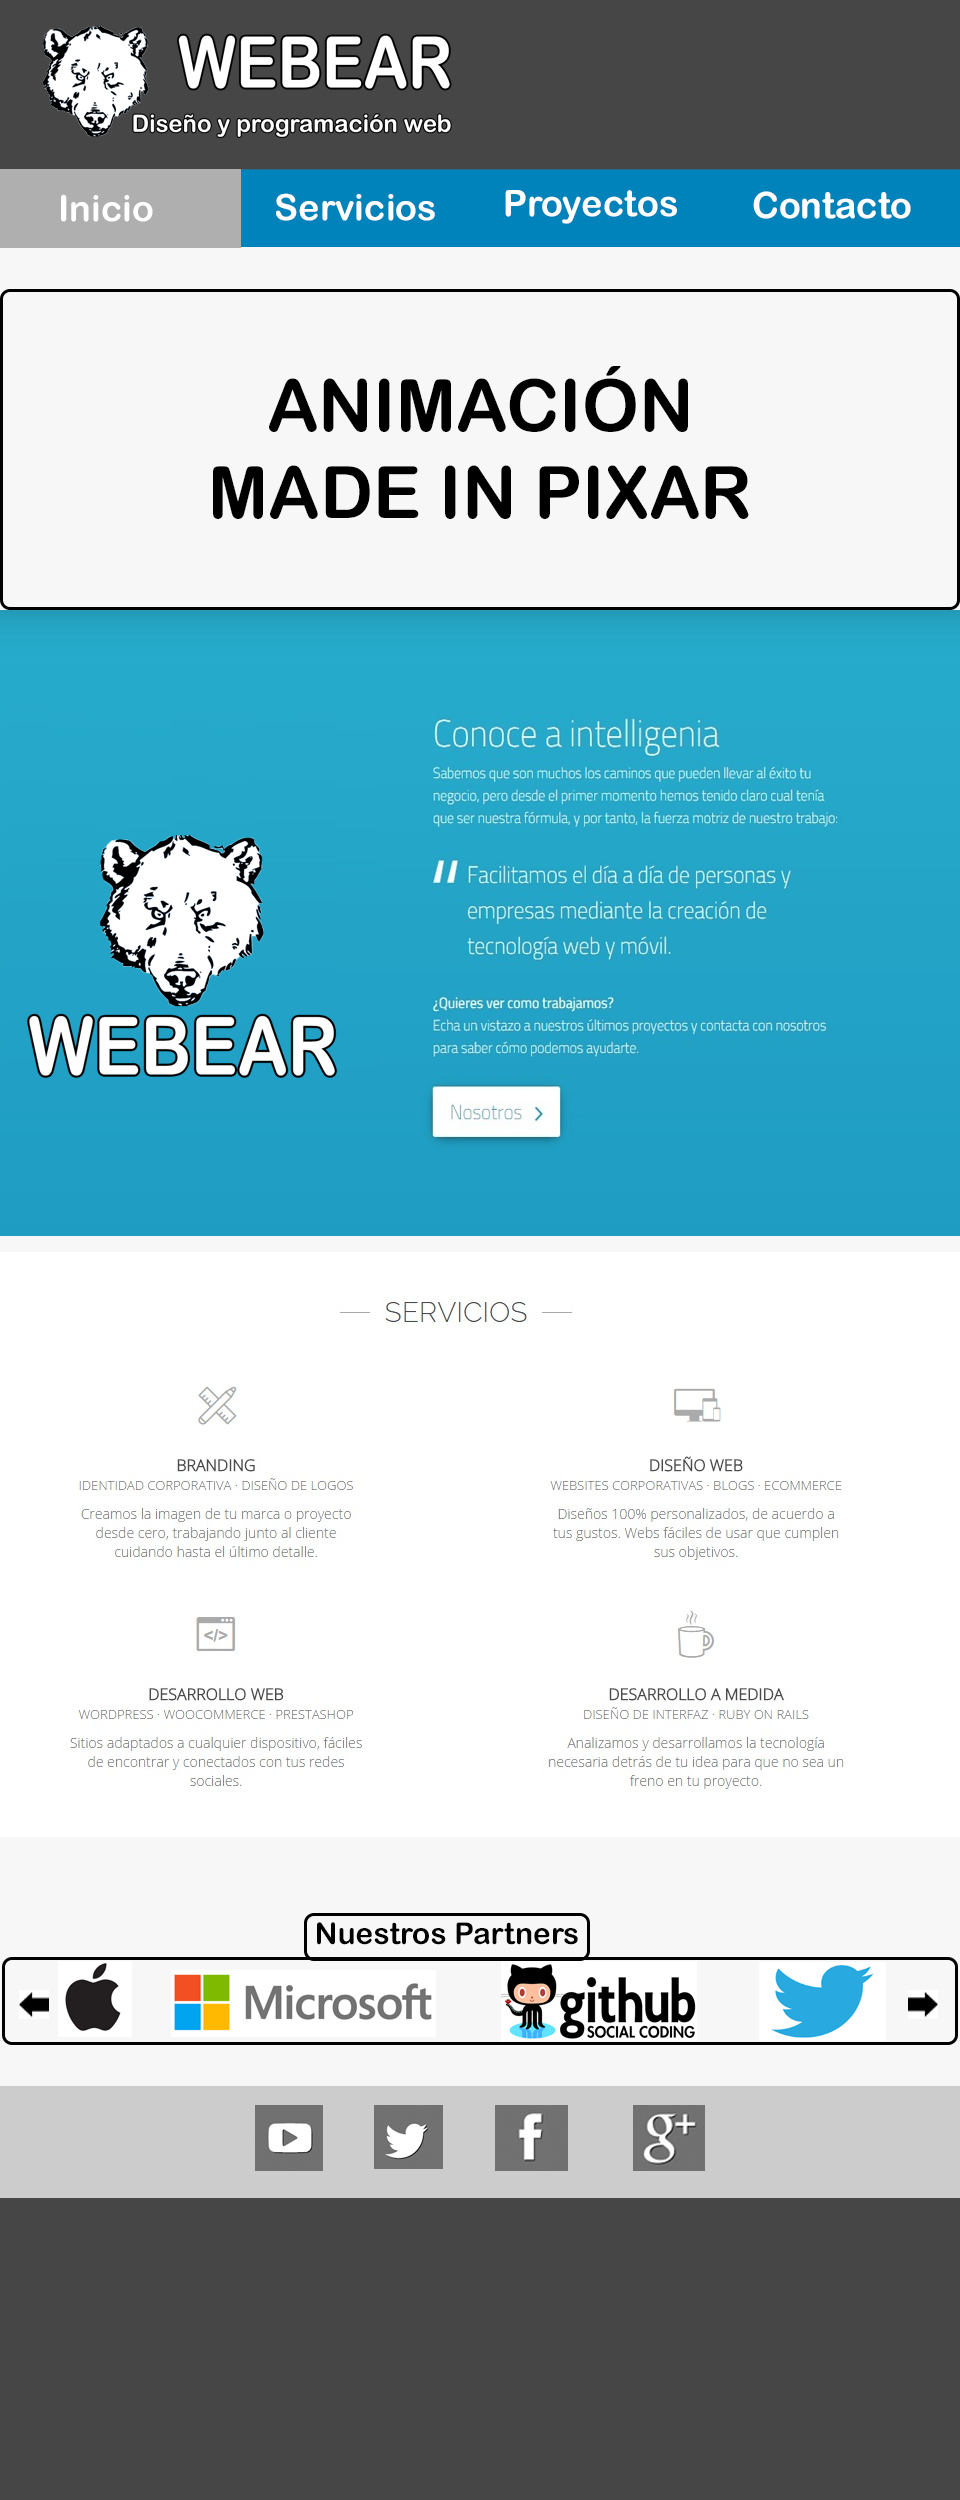 WEBEAR
Diseño y programación web
Inicio
Servicios
Proyectos
Contacto
ANIMACIÓN
MADE IN PIXAR
Conoce a intelligenia
Sabemos que son muchos los caminos que pueden llevar al éxito tu
negocio, pero desde el primer momento hemos tenido claro cual tenía
que ser nuestra fórmula, y por tanto, la fuerza motriz de nuestro trabajo:
" Facilitamos el día a día de personas y
empresas mediante la creación de
tecnología web y móvil.
¿Quieres ver como trabajamos?
Echa un vistazo a nuestros últimos proyectos y contacta con nosotros
para saber cómo podemos ayudarte.
Nosotros
WEBEAR
SERVICIOS
BRANDING
IDENTIDAD CORPORATIVA · DISEÑO DE LOGOS
Creamos la imagen de tu marca o proyecto
desde cero, trabajando junto al cliente
cuidando hasta el último detalle.
DISEÑO WEB
WEBSITES CORPORATIVAS · BLOGS · ECOMMERCE
Diseños 100% personalizados, de acuerdo a
tus gustos. Webs fáciles de usar que cumplen
sus objetivos.
</>
DESARROLLO WEB
WORDPRESS · WOOCOMMERCE · PRESTASHOP
Sitios adaptados a cualquier dispositivo, fáciles
de encontrar y conectados con tus redes
sociales.
DESARROLLO A MEDIDA
DISEÑO DE INTERFAZ · RUBY ON RAILS
Analizamos y desarrollamos la tecnología
necesaria detrás de tu idea para que no sea un
freno en tu proyecto.
Nuestros Partners
Microsoft
github
SOCIAL CODING
f
g+